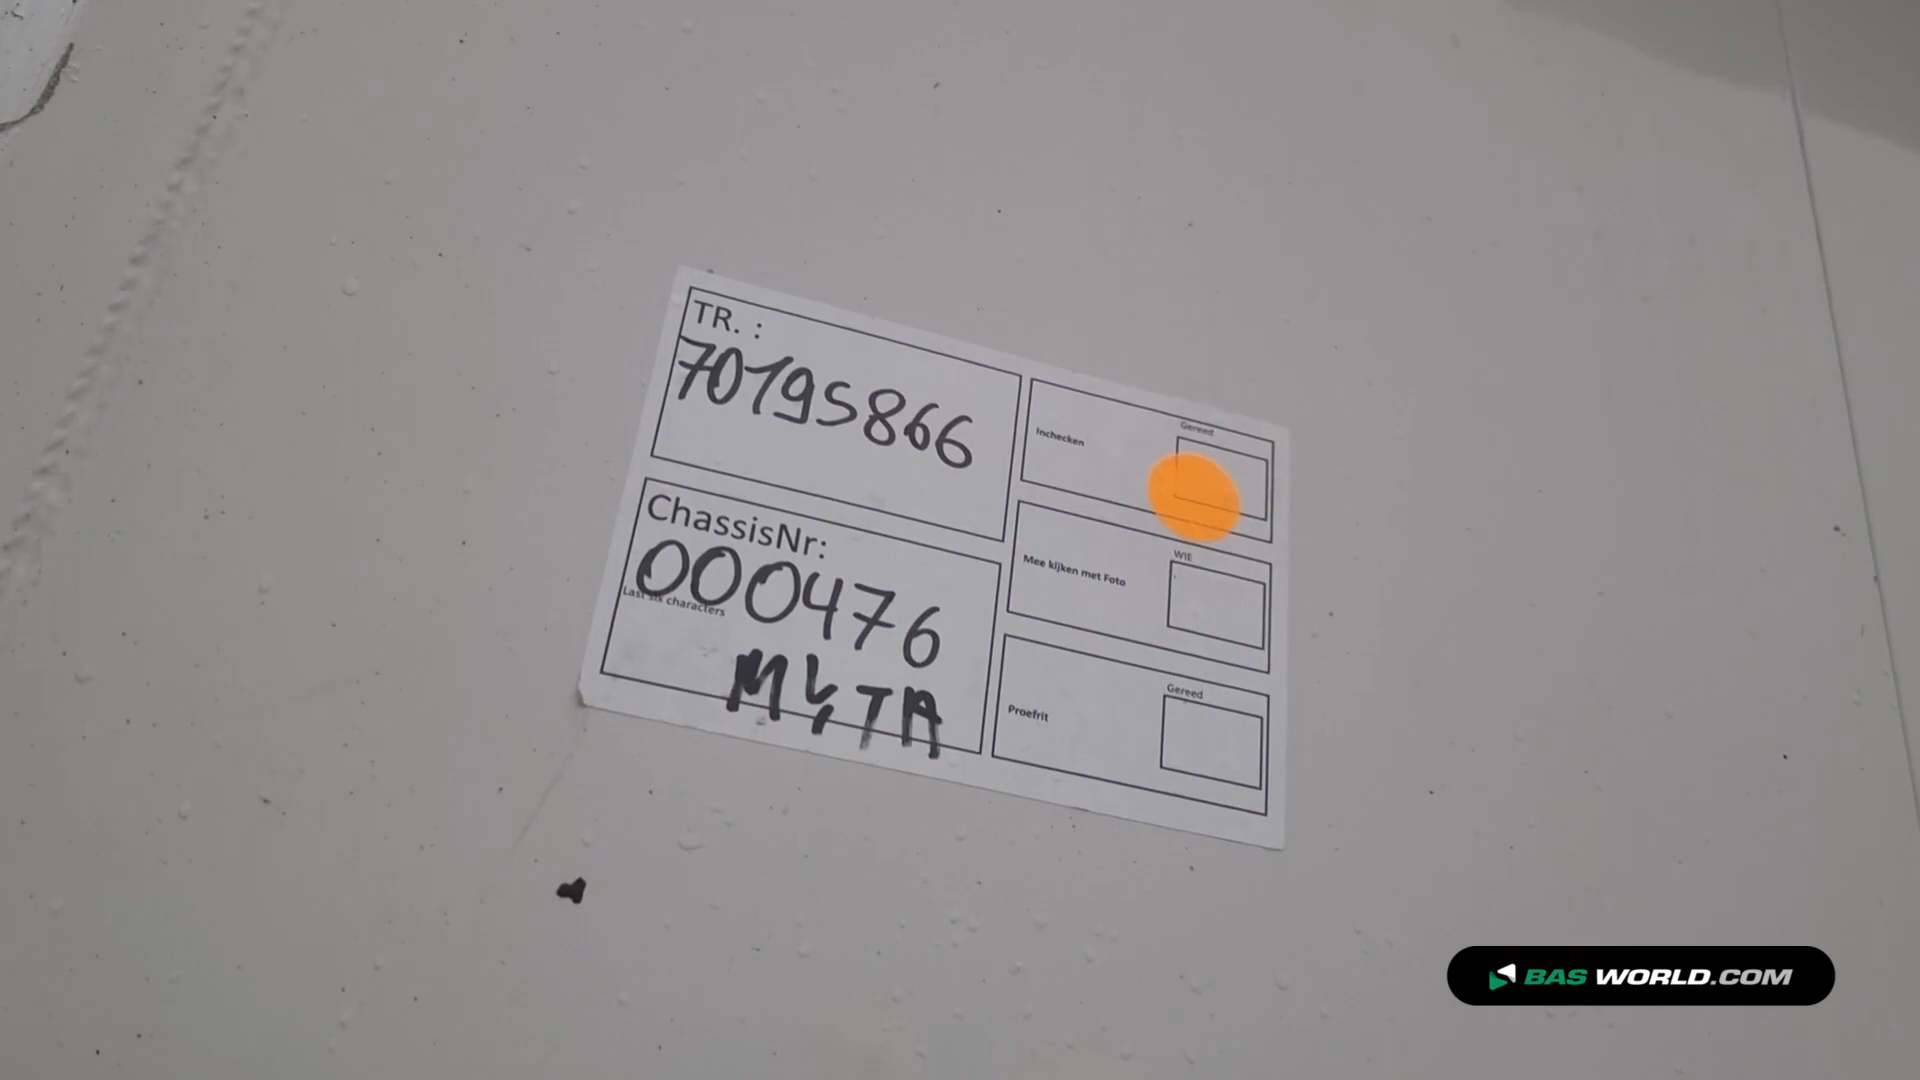 TR. :
70195866
ChassisNr:
000476
Last six characters
Inchecken
Gereed
Mee kijken met Foto
WIE
Proefrit
Gereed
BAS WORLD.COM